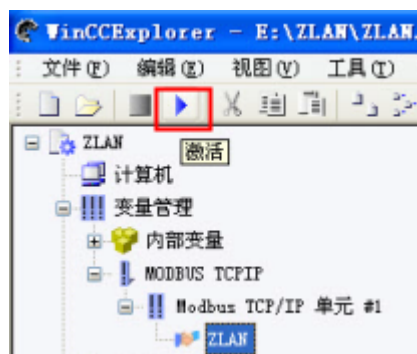 WinCCExplorer - E:\ZLAN\ZLAN.
文件(F) 编辑(E) 视图(V) 工具(T)
ZLAN
激活
计算机
变量管理
内部变量
MODBUS TCPIP
Modbus TCP/IP 单元 #1
ZLAN